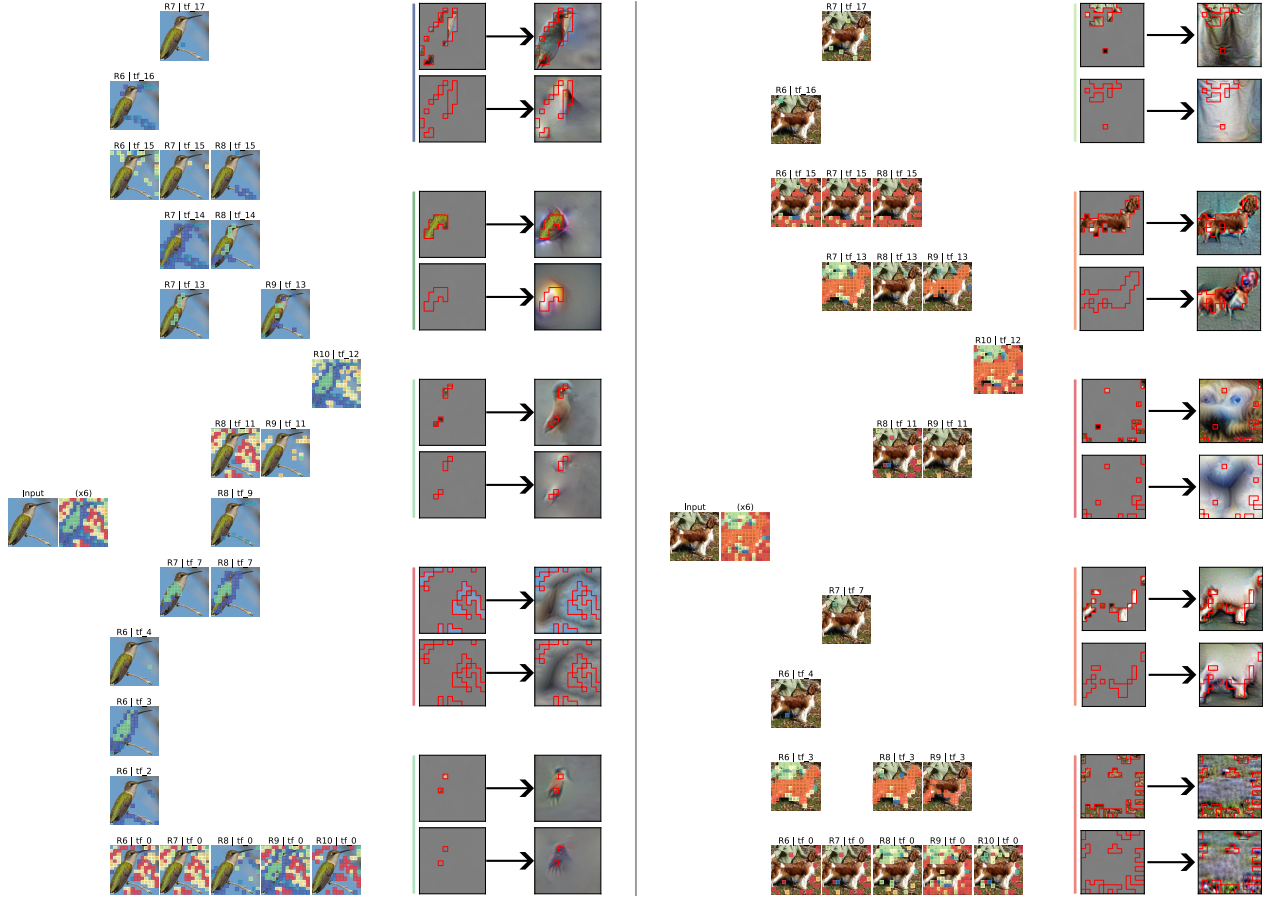 R7 | tf_17
R6 | tf_16
R6 | tf_15 R7 | tf_15 R8 | tf_15
R7 | tf_14 R8 | tf_14
R7 | tf_13 R9 | tf_13
R10 | tf_12
R8 | tf_11 R9 | tf_11
Input (x6) R8 | tf_9
R7 | tf_7 R8 | tf_7
R6 | tf_4
R6 | tf_3
R6 | tf_2
R6 | tf_0 R7 | tf_0 R8 | tf_0 R9 | tf_0 R10 | tf_0
R7 | tf_17
R6 | tf_16
R6 | tf_15 R7 | tf_15 R8 | tf_15
R7 | tf_13 R8 | tf_13 R9 | tf_13
R10 | tf_12
R8 | tf_11 R9 | tf_11
Input (x6)
R7 | tf_7
R6 | tf_4
R6 | tf_3 R8 | tf_3 R9 | tf_3
R6 | tf_0 R7 | tf_0 R8 | tf_0 R9 | tf_0 R10 | tf_0